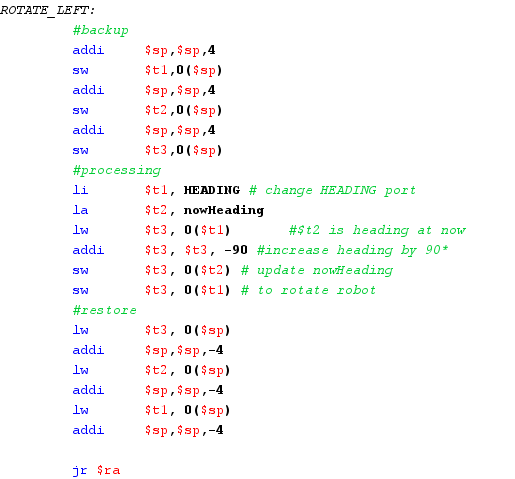 ROTATE_LEFT:
#backup
addi $sp,$sp,4
sw $t1,0($sp)
addi $sp,$sp,4
sw $t2,0($sp)
addi $sp,$sp,4
sw $t3,0($sp)
#processing
li $t1, HEADING # change HEADING port
la $t2, nowHeading
lw $t3, 0($t1) #$t2 is heading at now
addi $t3, $t3, -90 #increase heading by 90*
sw $t3, 0($t2) # update nowHeading
sw $t3, 0($t1) # to rotate robot
#restore
lw $t3, 0($sp)
addi $sp,$sp,-4
lw $t2, 0($sp)
addi $sp,$sp,-4
lw $t1, 0($sp)
addi $sp,$sp,-4
jr $ra